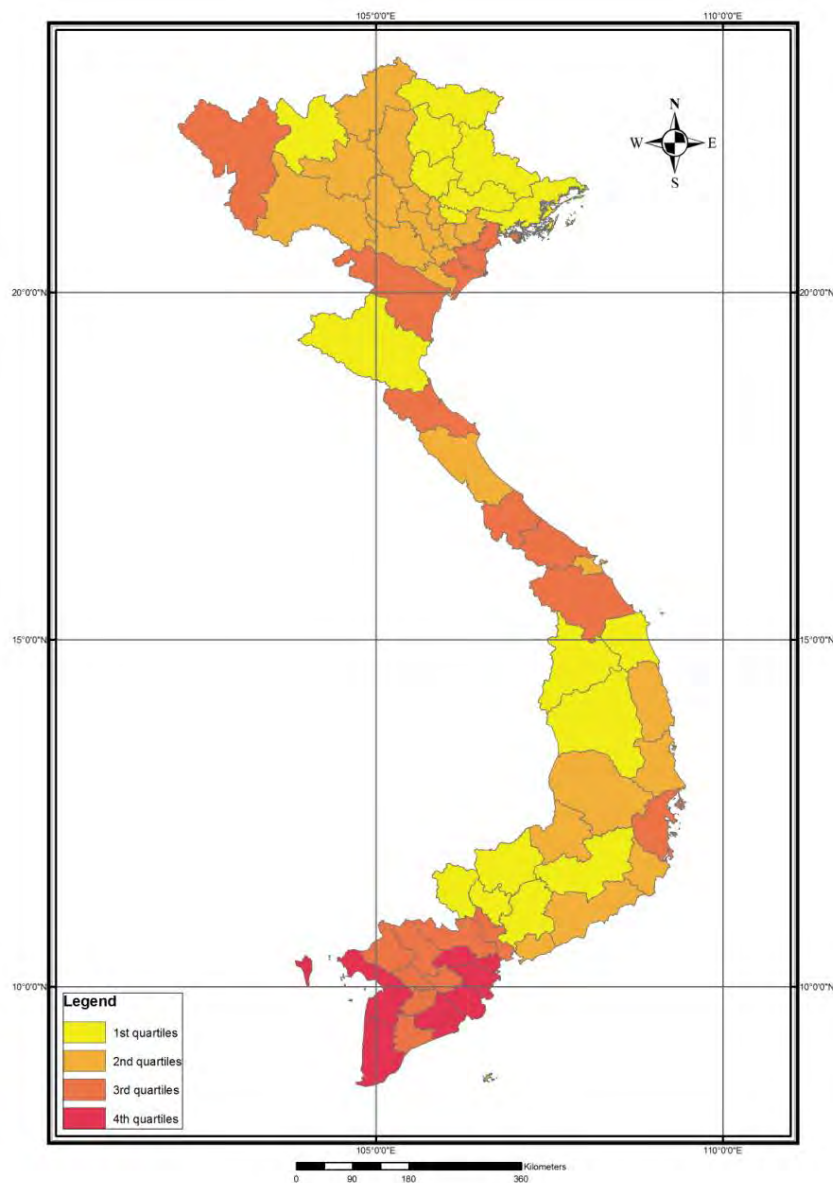 105°0'0"E 110°0'0"E
N
W E
S
20°0'0"N 20°0'0"N
15°0'0"N 15°0'0"N
10°0'0"N 10°0'0"N
Legend
1st quartiles
2nd quartiles
3rd quartiles
4th quartiles
105°0'0"E 110°0'0"E
Kilometers
0 90 180 360